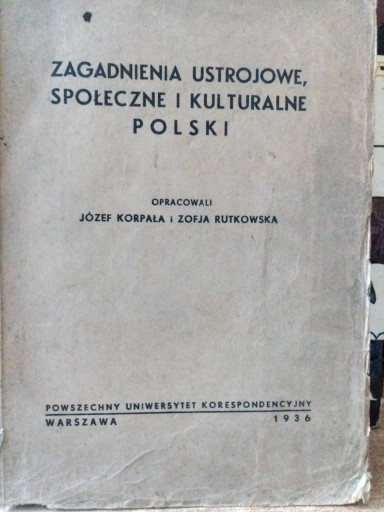 ZAGADNIENIA USTROJOWE,
SPOŁECZNE I KULTURALNE
POLSKI
OPRACOWALI
JÓZEF KORPAŁA I ZOFJA RUTKOWSKA
POWSZECHNY UNIWERSYTET KORESPONDENCYJNY
WARSZAWA 1936